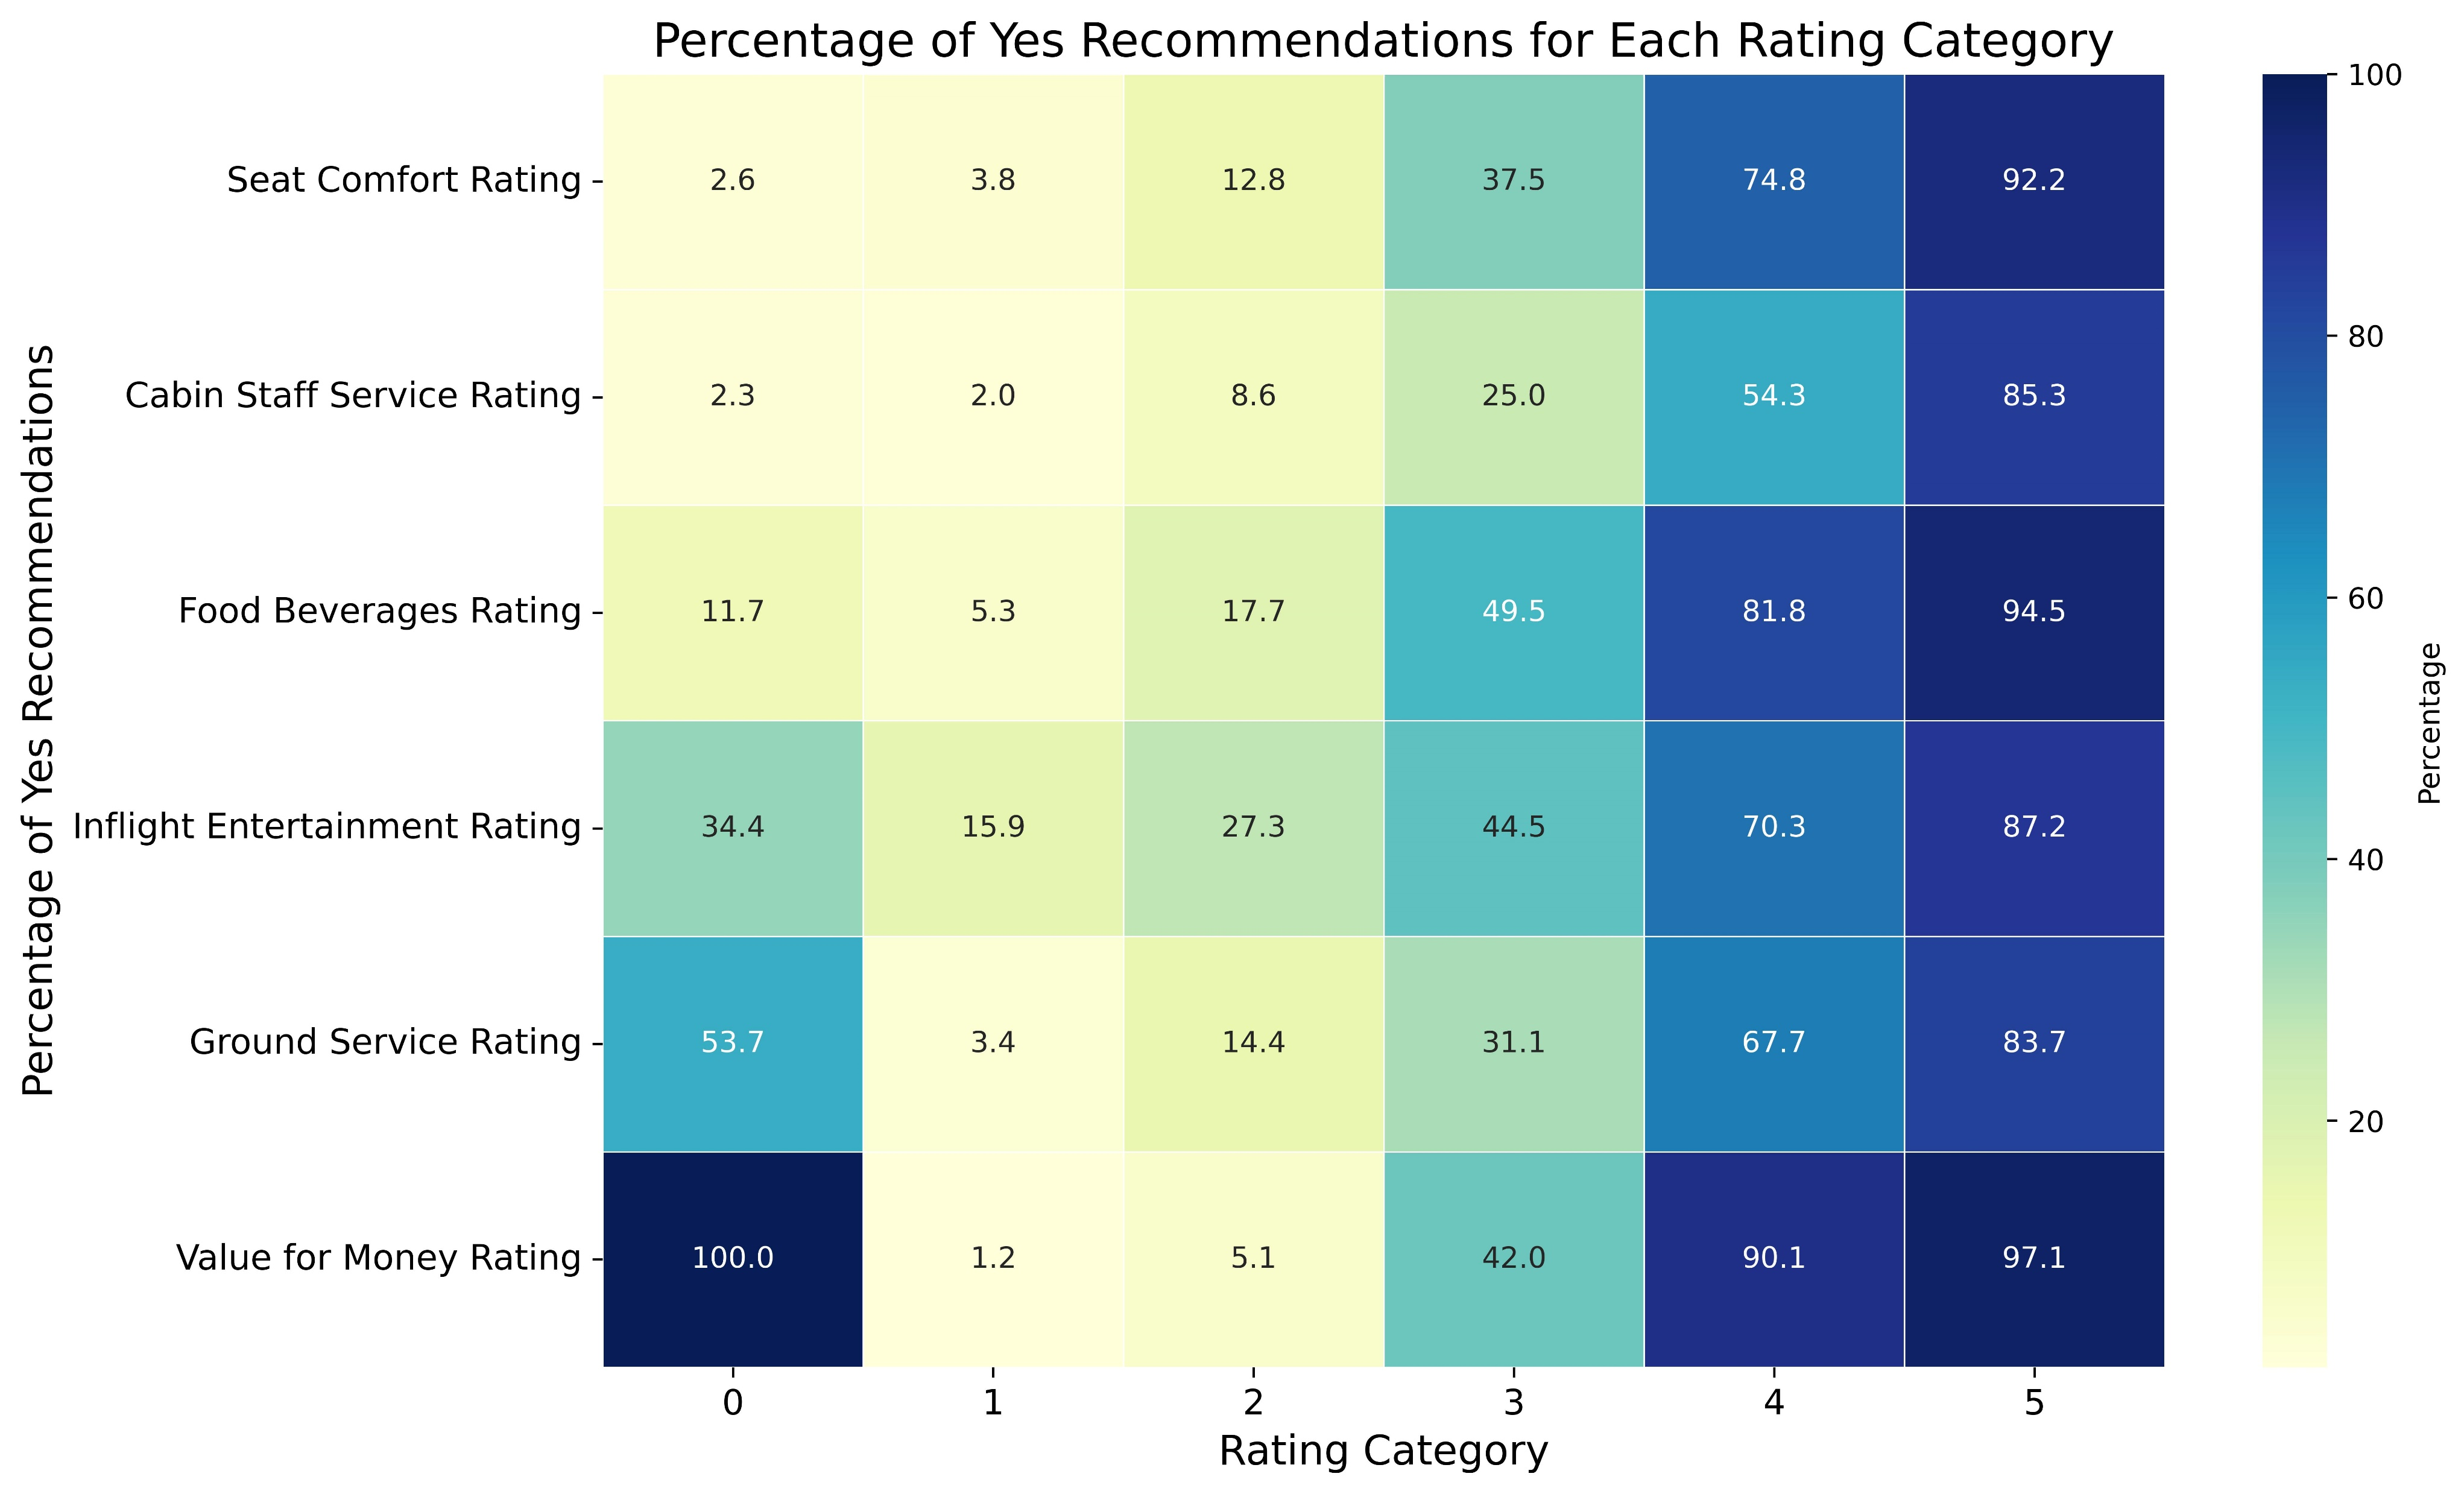 Percentage of Yes Recommendations for Each Rating Category
Percentage of Yes Recommendations
Seat Comfort Rating 2.6 3.8 12.8 37.5 74.8 92.2
Cabin Staff Service Rating 2.3 2.0 8.6 25.0 54.3 85.3
Food Beverages Rating 11.7 5.3 17.7 49.5 81.8 94.5
Inflight Entertainment Rating 34.4 15.9 27.3 44.5 70.3 87.2
Ground Service Rating 53.7 3.4 14.4 31.1 67.7 83.7
Value for Money Rating 100.0 1.2 5.1 42.0 90.1 97.1
0 1 2 3 4 5
Rating Category
100
80
60
40
20
Percentage